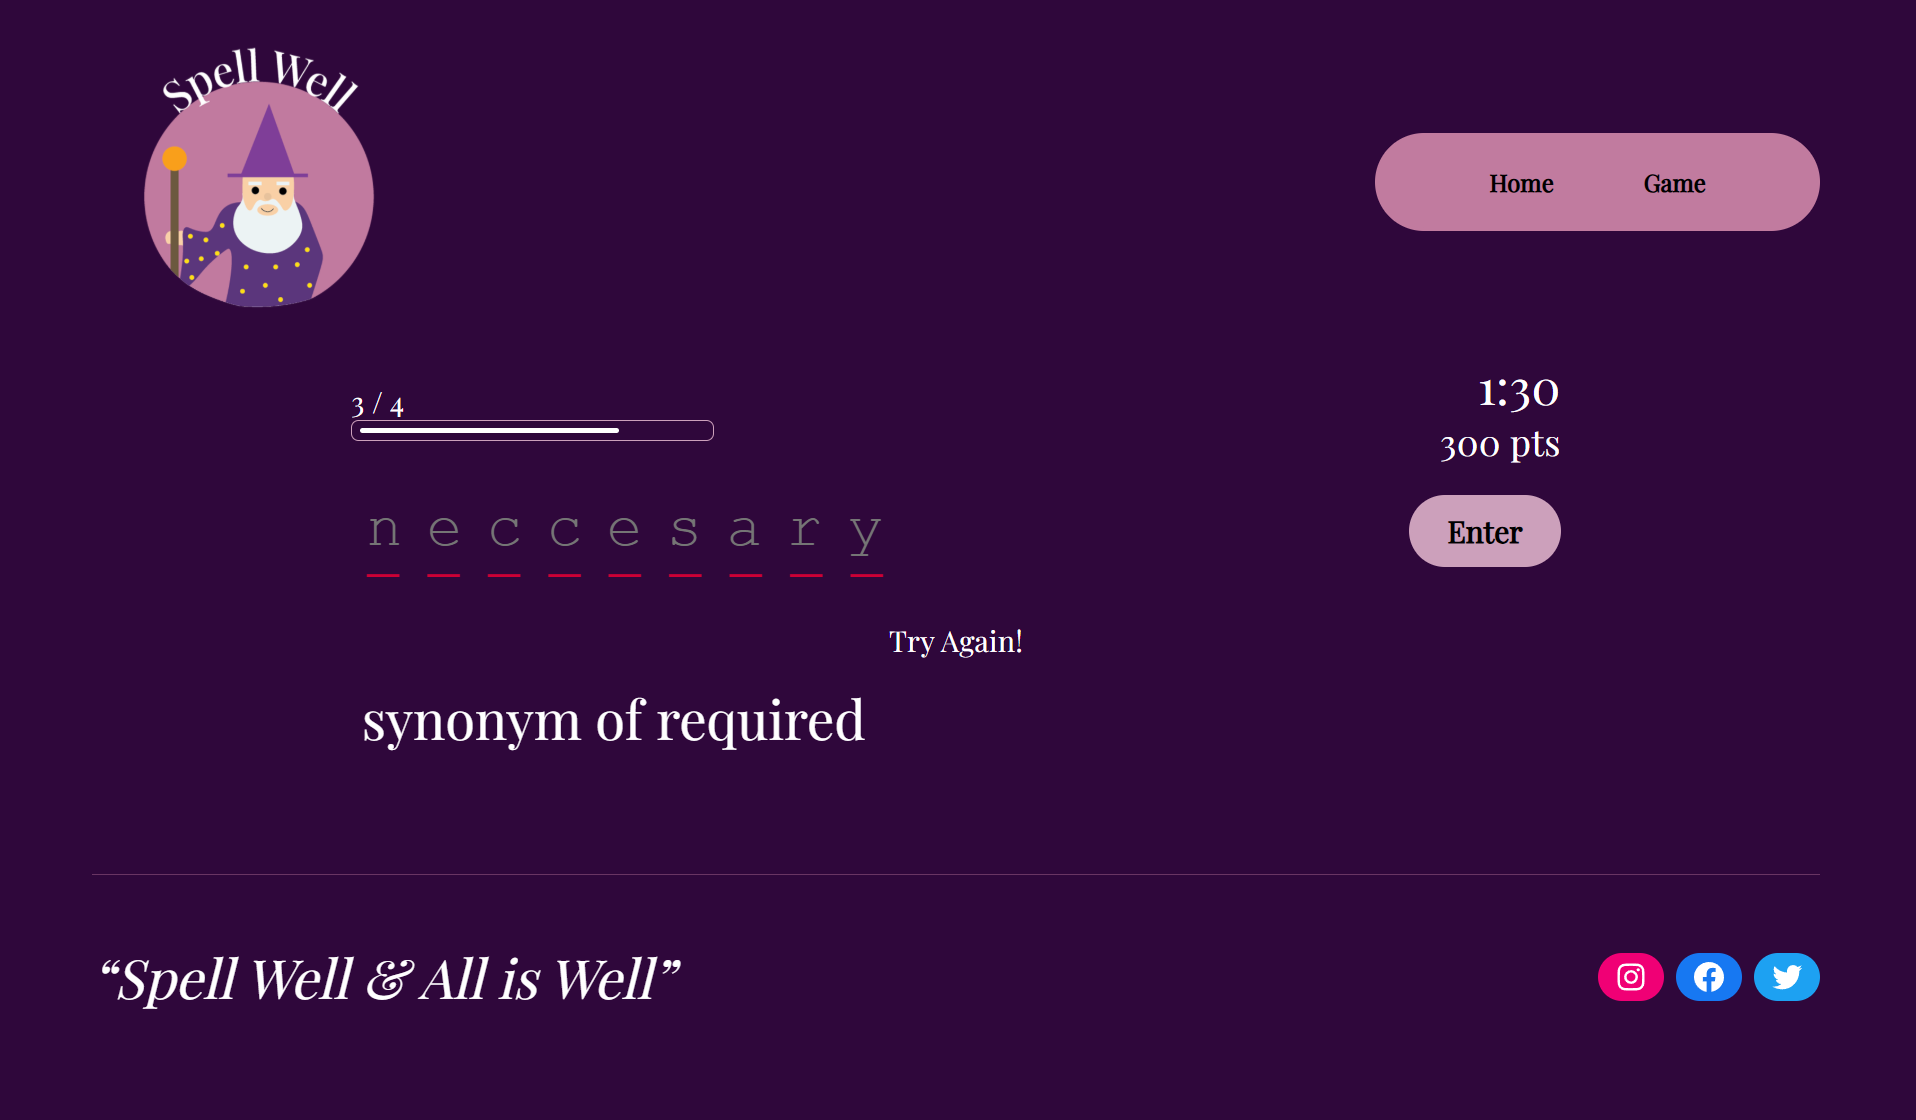 Spell Well
Home Game
3 / 4
1:30
300 pts
neccesary
Enter
Try Again!
synonym of required
“Spell Well & All is Well”